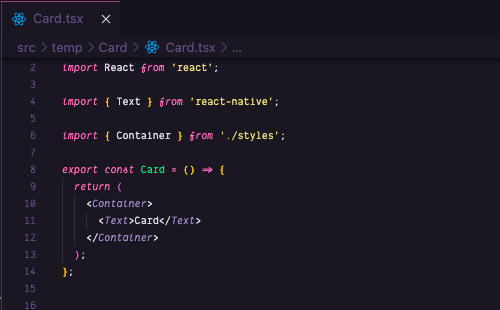 Card.tsx ×
src > temp > Card > Card.tsx > ...
2 import React from 'react';
3
4 import { Text } from 'react-native';
5
6 import { Container } from './styles';
7
8 export const Card = () => {
9 return (
10 <Container>
11 <Text>Card</Text>
12 </Container>
13 );
14 };
15
16